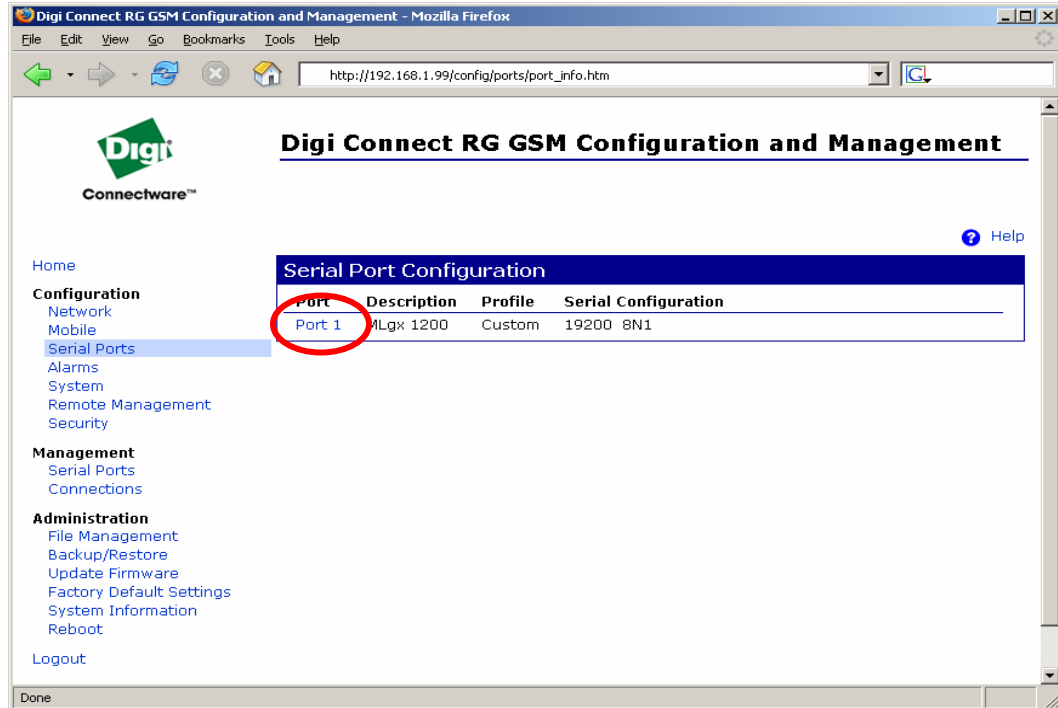 Digi Connect RG GSM Configuration and Management - Mozilla Firefox
File Edit View Go Bookmarks Tools Help
http://192.168.1.99/config/ports/port_info.htm
G
Digi
Connectware™
Digi Connect RG GSM Configuration and Management
? Help
Home
Configuration
Network
Mobile
Serial Ports
Alarms
System
Remote Management
Security
Management
Serial Ports
Connections
Administration
File Management
Backup/Restore
Update Firmware
Factory Default Settings
System Information
Reboot
Logout
Serial Port Configuration
Port Description Profile Serial Configuration
Port 1 MLgx 1200 Custom 19200 8N1
Done